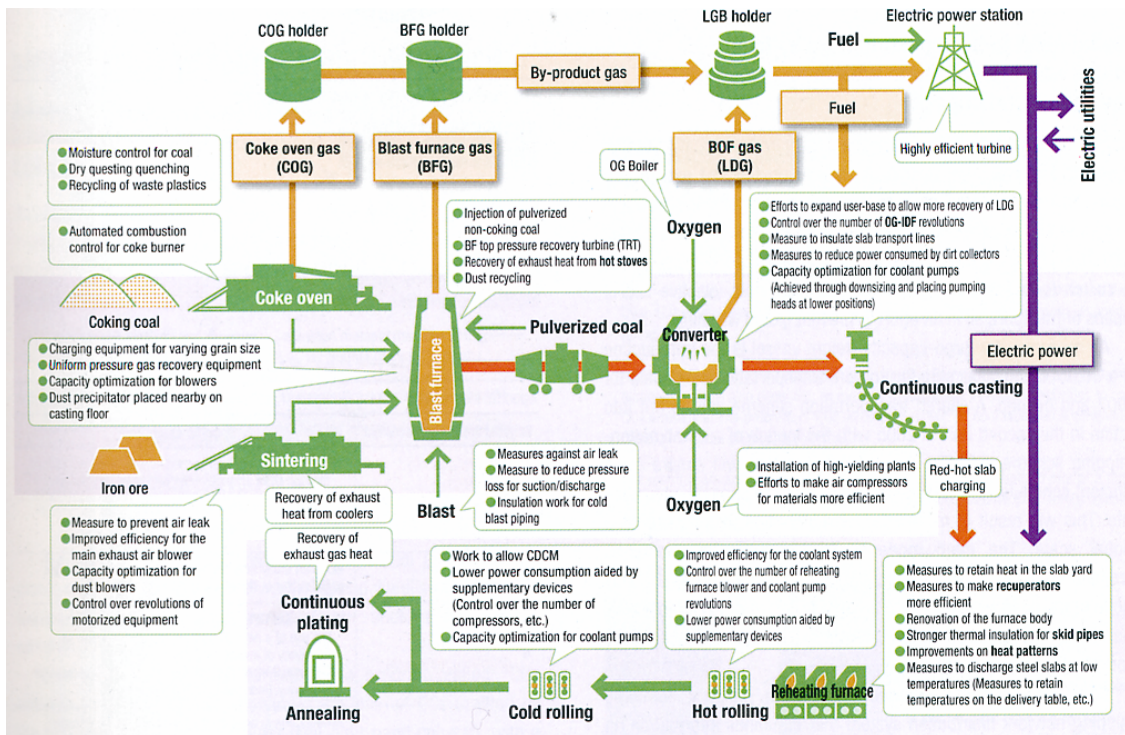 COG holder
BFG holder
LGB holder
Electric power station
Fuel
By-product gas
Fuel
Electric utilities
Highly efficient turbine
Coke oven gas
(COG)
Blast furnace gas
(BFG)
OG Boiler
BOF gas
(LDG)
Moisture control for coal
Dry questing quenching
Recycling of waste plastics
Automated combustion
control for coke burner
Injection of pulverized
non-coking coal
BF top pressure recovery turbine (TRT)
Recovery of exhaust heat from hot stoves
Dust recycling
Oxygen
Efforts to expand user-base to allow more recovery of LDG
Control over the number of OG-IDF revolutions
Measure to insulate slab transport lines
Measures to reduce power consumed by dirt collectors
Capacity optimization for coolant pumps
(Achieved through downsizing and placing pumping
heads at lower positions)
Coke oven
Coking coal
Pulverized coal
Converter
Electric power
Charging equipment for varying grain size
Uniform pressure gas recovery equipment
Capacity optimization for blowers
Dust precipitator placed nearby on
casting floor
Blast furnace
Continuous casting
Sintering
Iron ore
Recovery of exhaust
heat from coolers
Blast
Measures against air leak
Measure to reduce pressure
loss for suction/discharge
Insulation work for cold
blast piping
Oxygen
Installation of high-yielding plants
Efforts to make air compressors
for materials more efficient
Red-hot slab
charging
Measure to prevent air leak
Improved efficiency for the
main exhaust air blower
Capacity optimization for
dust blowers
Control over revolutions of
motorized equipment
Recovery of
exhaust gas heat
Continuous
plating
Work to allow CDCM
Lower power consumption aided by
supplementary devices
(Control over the number of
compressors, etc.)
Capacity optimization for coolant pumps
Improved efficiency for the coolant system
Control over the number of reheating
furnace blower and coolant pump
revolutions
Lower power consumption aided by
supplementary devices
Measures to retain heat in the slab yard
Measures to make recuperators
more efficient
Renovation of the furnace body
Stronger thermal insulation for skid pipes
Improvements on heat patterns
Measures to discharge steel slabs at low
temperatures (Measures to retain
temperatures on the delivery table, etc.)
Annealing
Cold rolling
Hot rolling
Reheating furnace